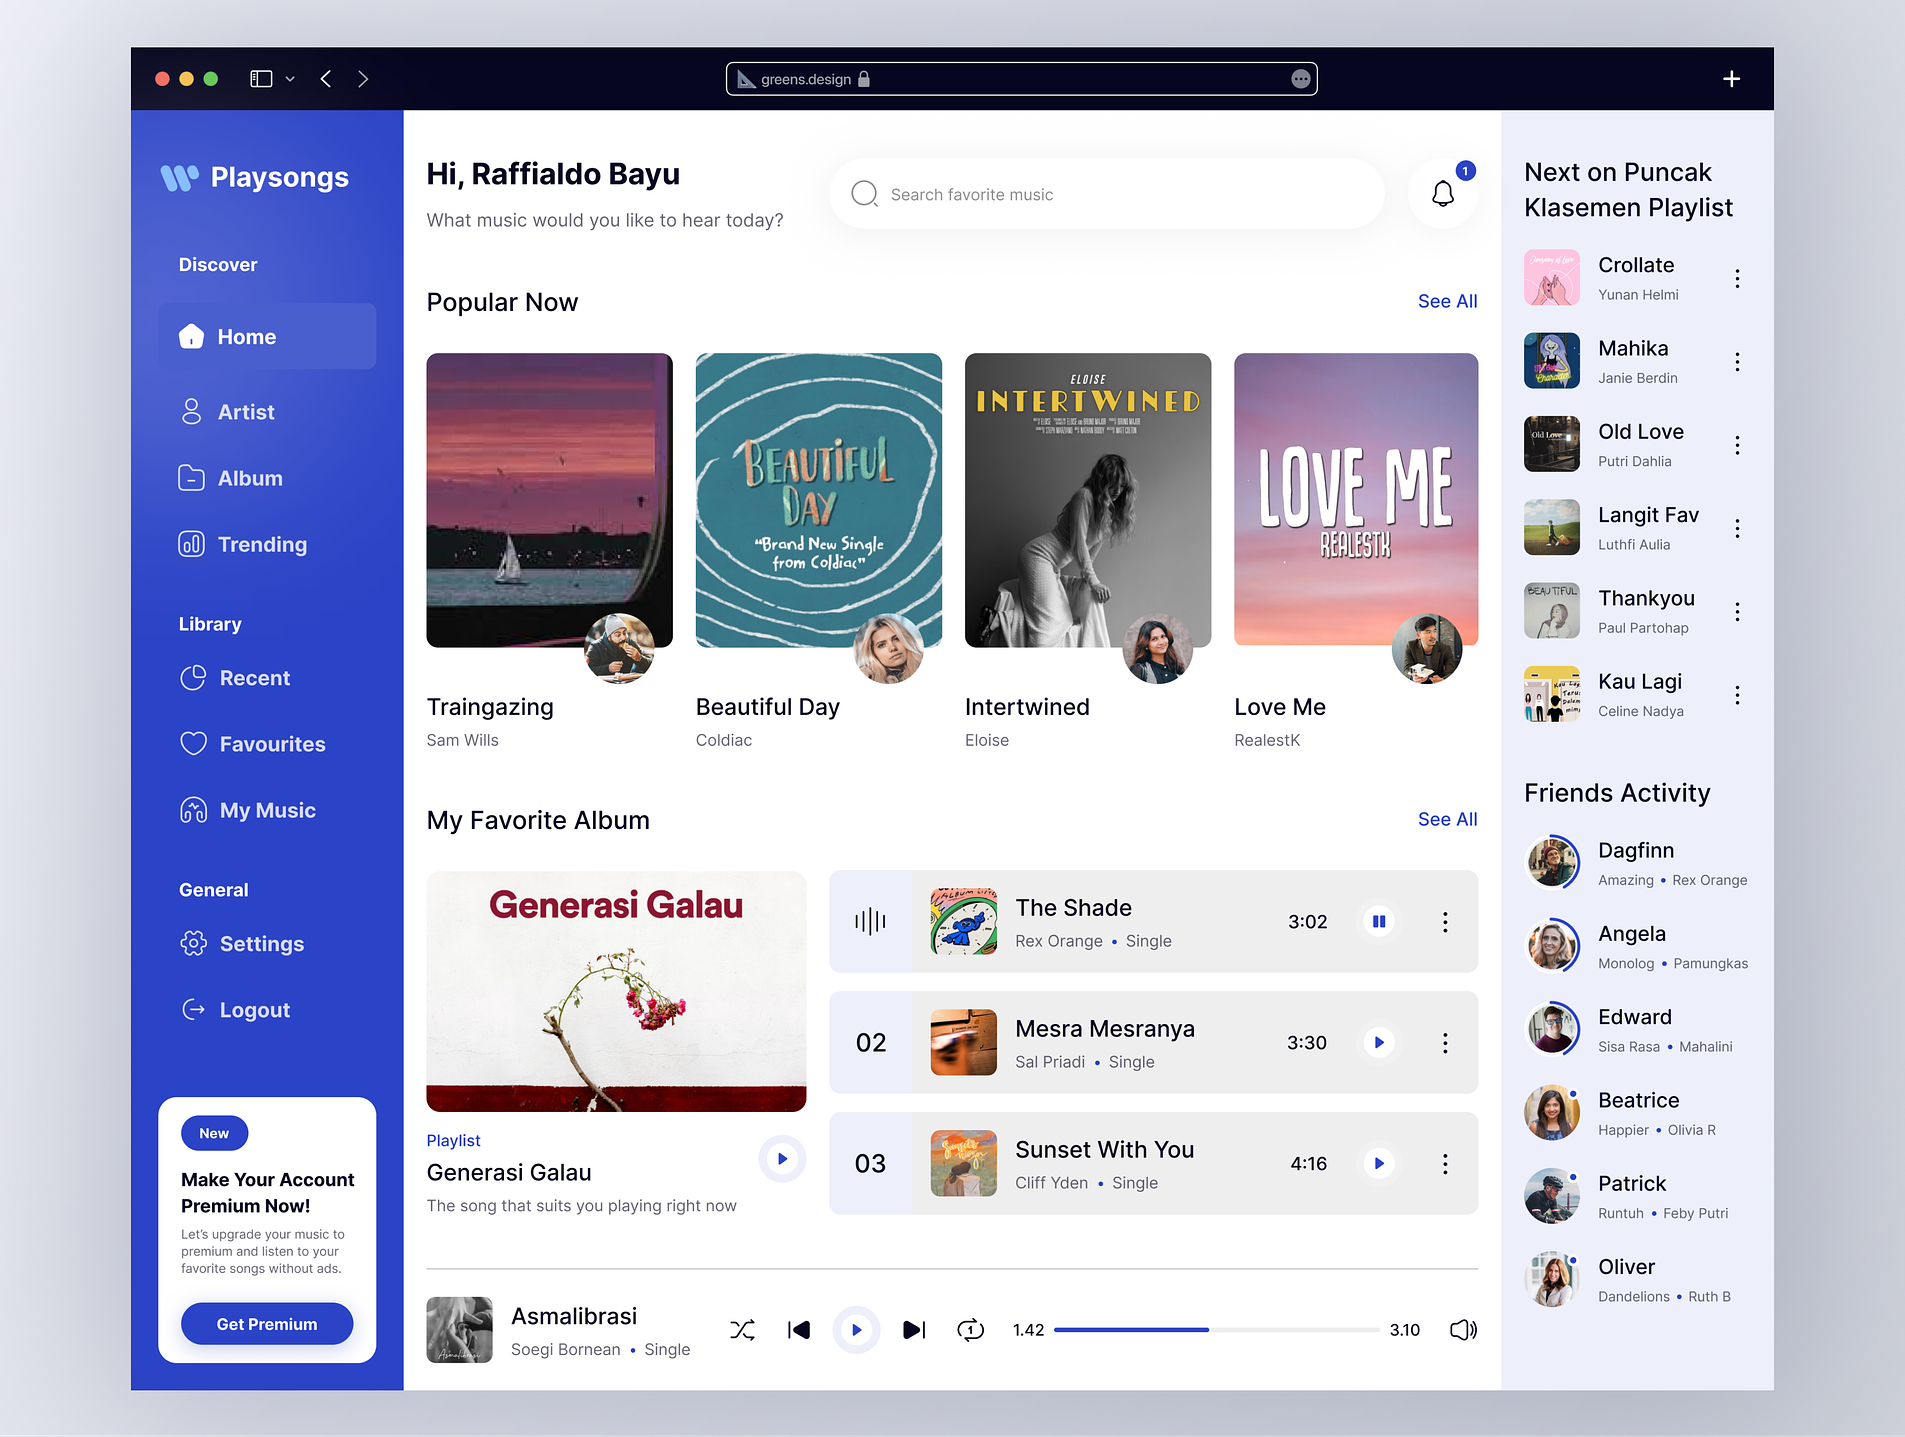 greens.design
Playsongs
Discover
Home
Artist
Album
Trending
Library
Recent
Favourites
My Music
General
Settings
Logout
New
Make Your Account
Premium Now!
Let's upgrade your music to
premium and listen to your
favorite songs without ads.
Get Premium
Hi, Raffialdo Bayu
What music would you like to hear today?
Search favorite music
1
Popular Now
See All
BEAUTIFUL
DAY
“Brand New Single
from Coldiac”
ELOISE
INTERTWINED
LOVE ME
REALESTK
Traingazing
Sam Wills
Beautiful Day
Coldiac
Intertwined
Eloise
Love Me
RealestK
My Favorite Album
See All
Generasi Galau
Playlist
Generasi Galau
The song that suits you playing right now
The Shade
Rex Orange • Single
3:02
02
Mesra Mesranya
Sal Priadi • Single
3:30
03
Sunset With You
Cliff Yden • Single
4:16
Asmalibrasi
Asmalibrasi
Soegi Bornean • Single
1
1.42
3.10
Next on Puncak
Klasemen Playlist
Journey of Love
Crollate
Yunan Helmi
Mahika
Janie Berdin
Old Love
Old Love
Putri Dahlia
Langit Fav
Luthfi Aulia
BEAUTIFUL
Thankyou
Paul Partohap
Kau Lagi
Celine Nadya
Friends Activity
Dagfinn
Amazing • Rex Orange
Angela
Monolog • Pamungkas
Edward
Sisa Rasa • Mahalini
Beatrice
Happier • Olivia R
Patrick
Runtuh • Feby Putri
Oliver
Dandelions • Ruth B